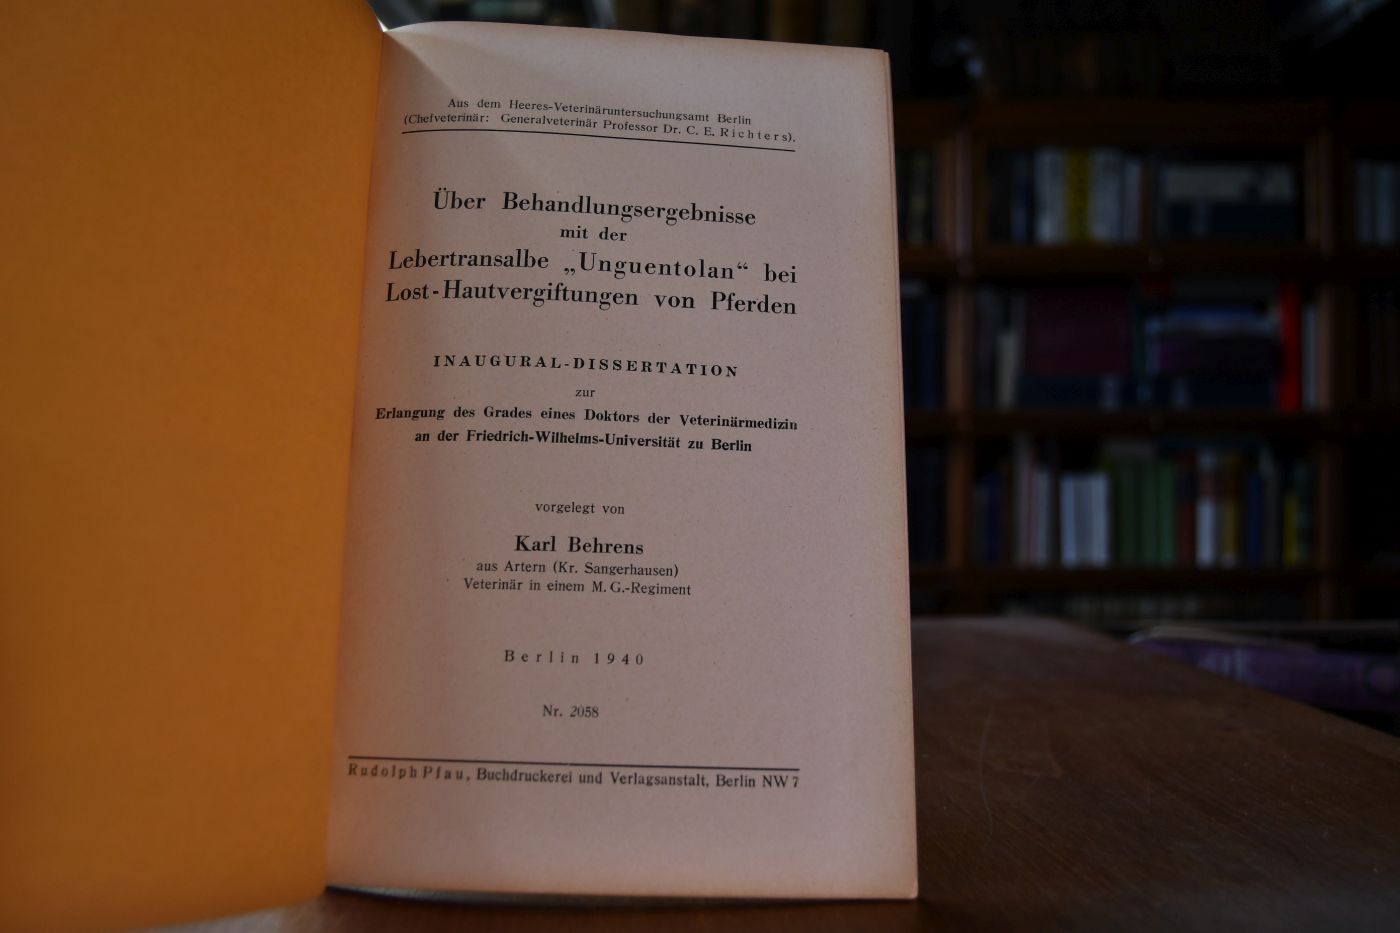 Aus dem Heeres-Veterinäruntersuchungsamt Berlin
(Chefveterinär: Generalveterinär Professor Dr. C. E. Richters).
Über Behandlungsergebnisse
mit der
Lebertransalbe „Unguentolan“ bei
Lost-Hautvergiftungen von Pferden
INAUGURAL-DISSERTATION
zur
Erlangung des Grades eines Doktors der Veterinärmedizin
an der Friedrich-Wilhelms-Universität zu Berlin
vorgelegt von
Karl Behrens
aus Artern (Kr. Sangerhausen)
Veterinär in einem M. G.-Regiment
Berlin 1940
Nr. 2058
Rudolph Pfau, Buchdruckerei und Verlagsanstalt, Berlin NW 7